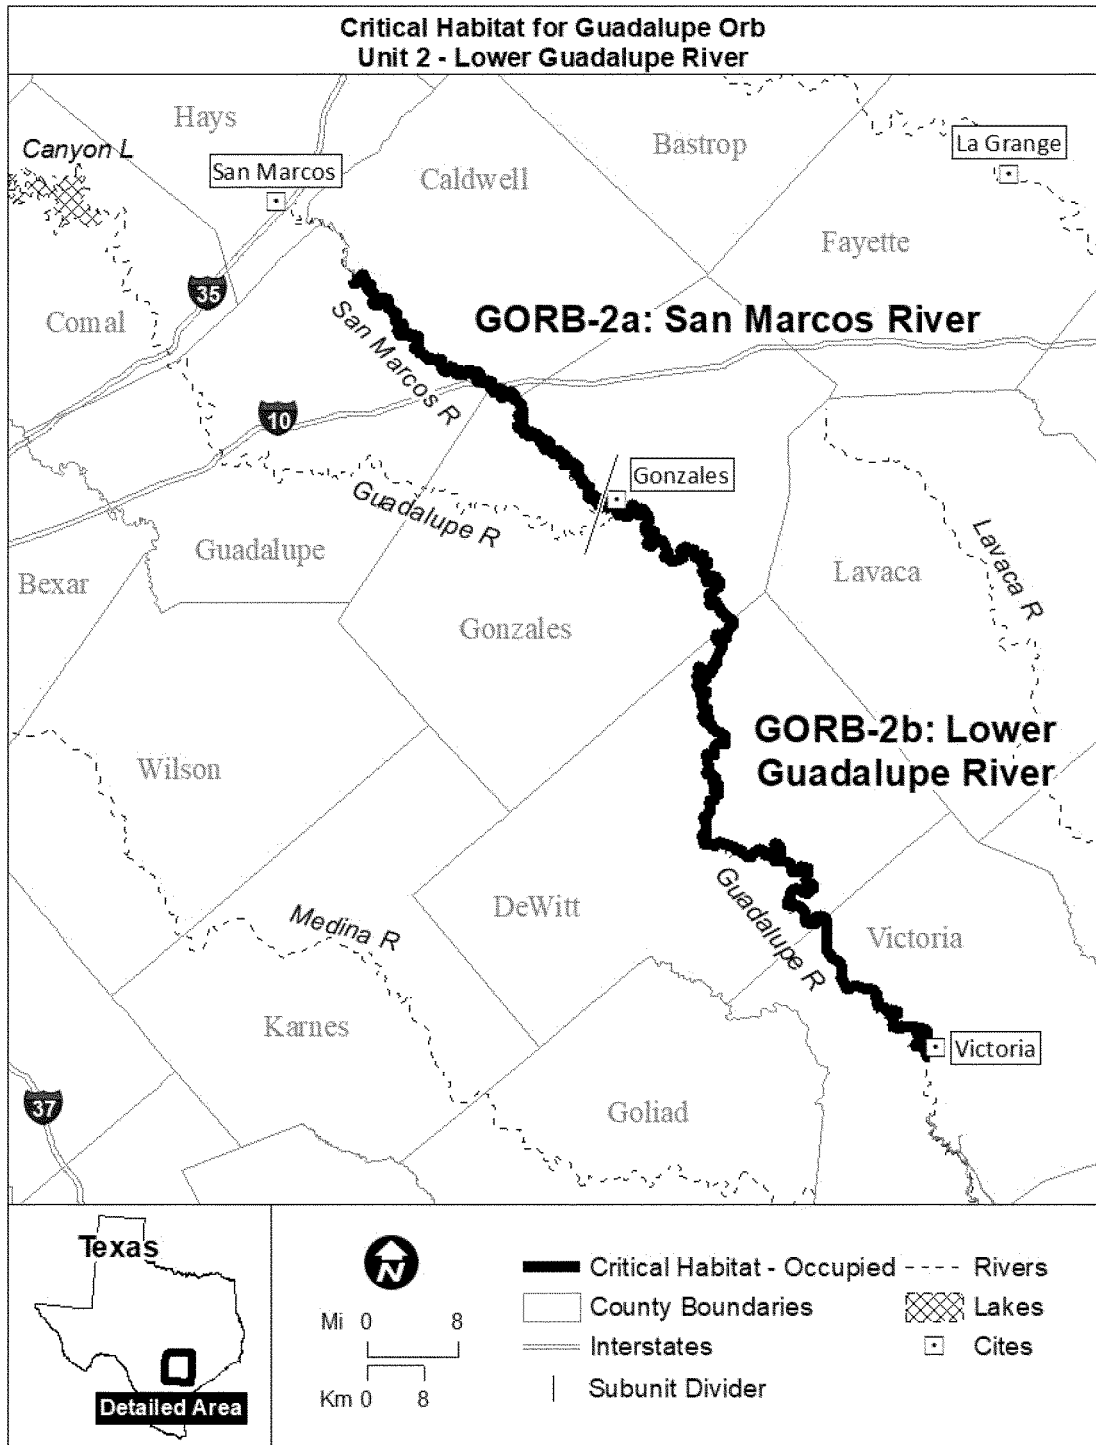 Critical Habitat for Guadalupe Orb
Unit 2 - Lower Guadalupe River
Hays
Canyon L
San Marcos
Caldwell
Bastrop
La Grange
Fayette
35
Comal
San Marcos R
GORB-2a: San Marcos River
10
Gonzales
Guadalupe R
Guadalupe
Bexar
Gonzales
Lavaca
Lavaca R
GORB-2b: Lower
Guadalupe River
Wilson
Medina R
DeWitt
Guadalupe R
Victoria
Karnes
Victoria
37
Goliad
Texas
Detailed Area
N
Mi 0 8
Km 0 8
Critical Habitat - Occupied
County Boundaries
Interstates
Subunit Divider
Rivers
Lakes
Cites